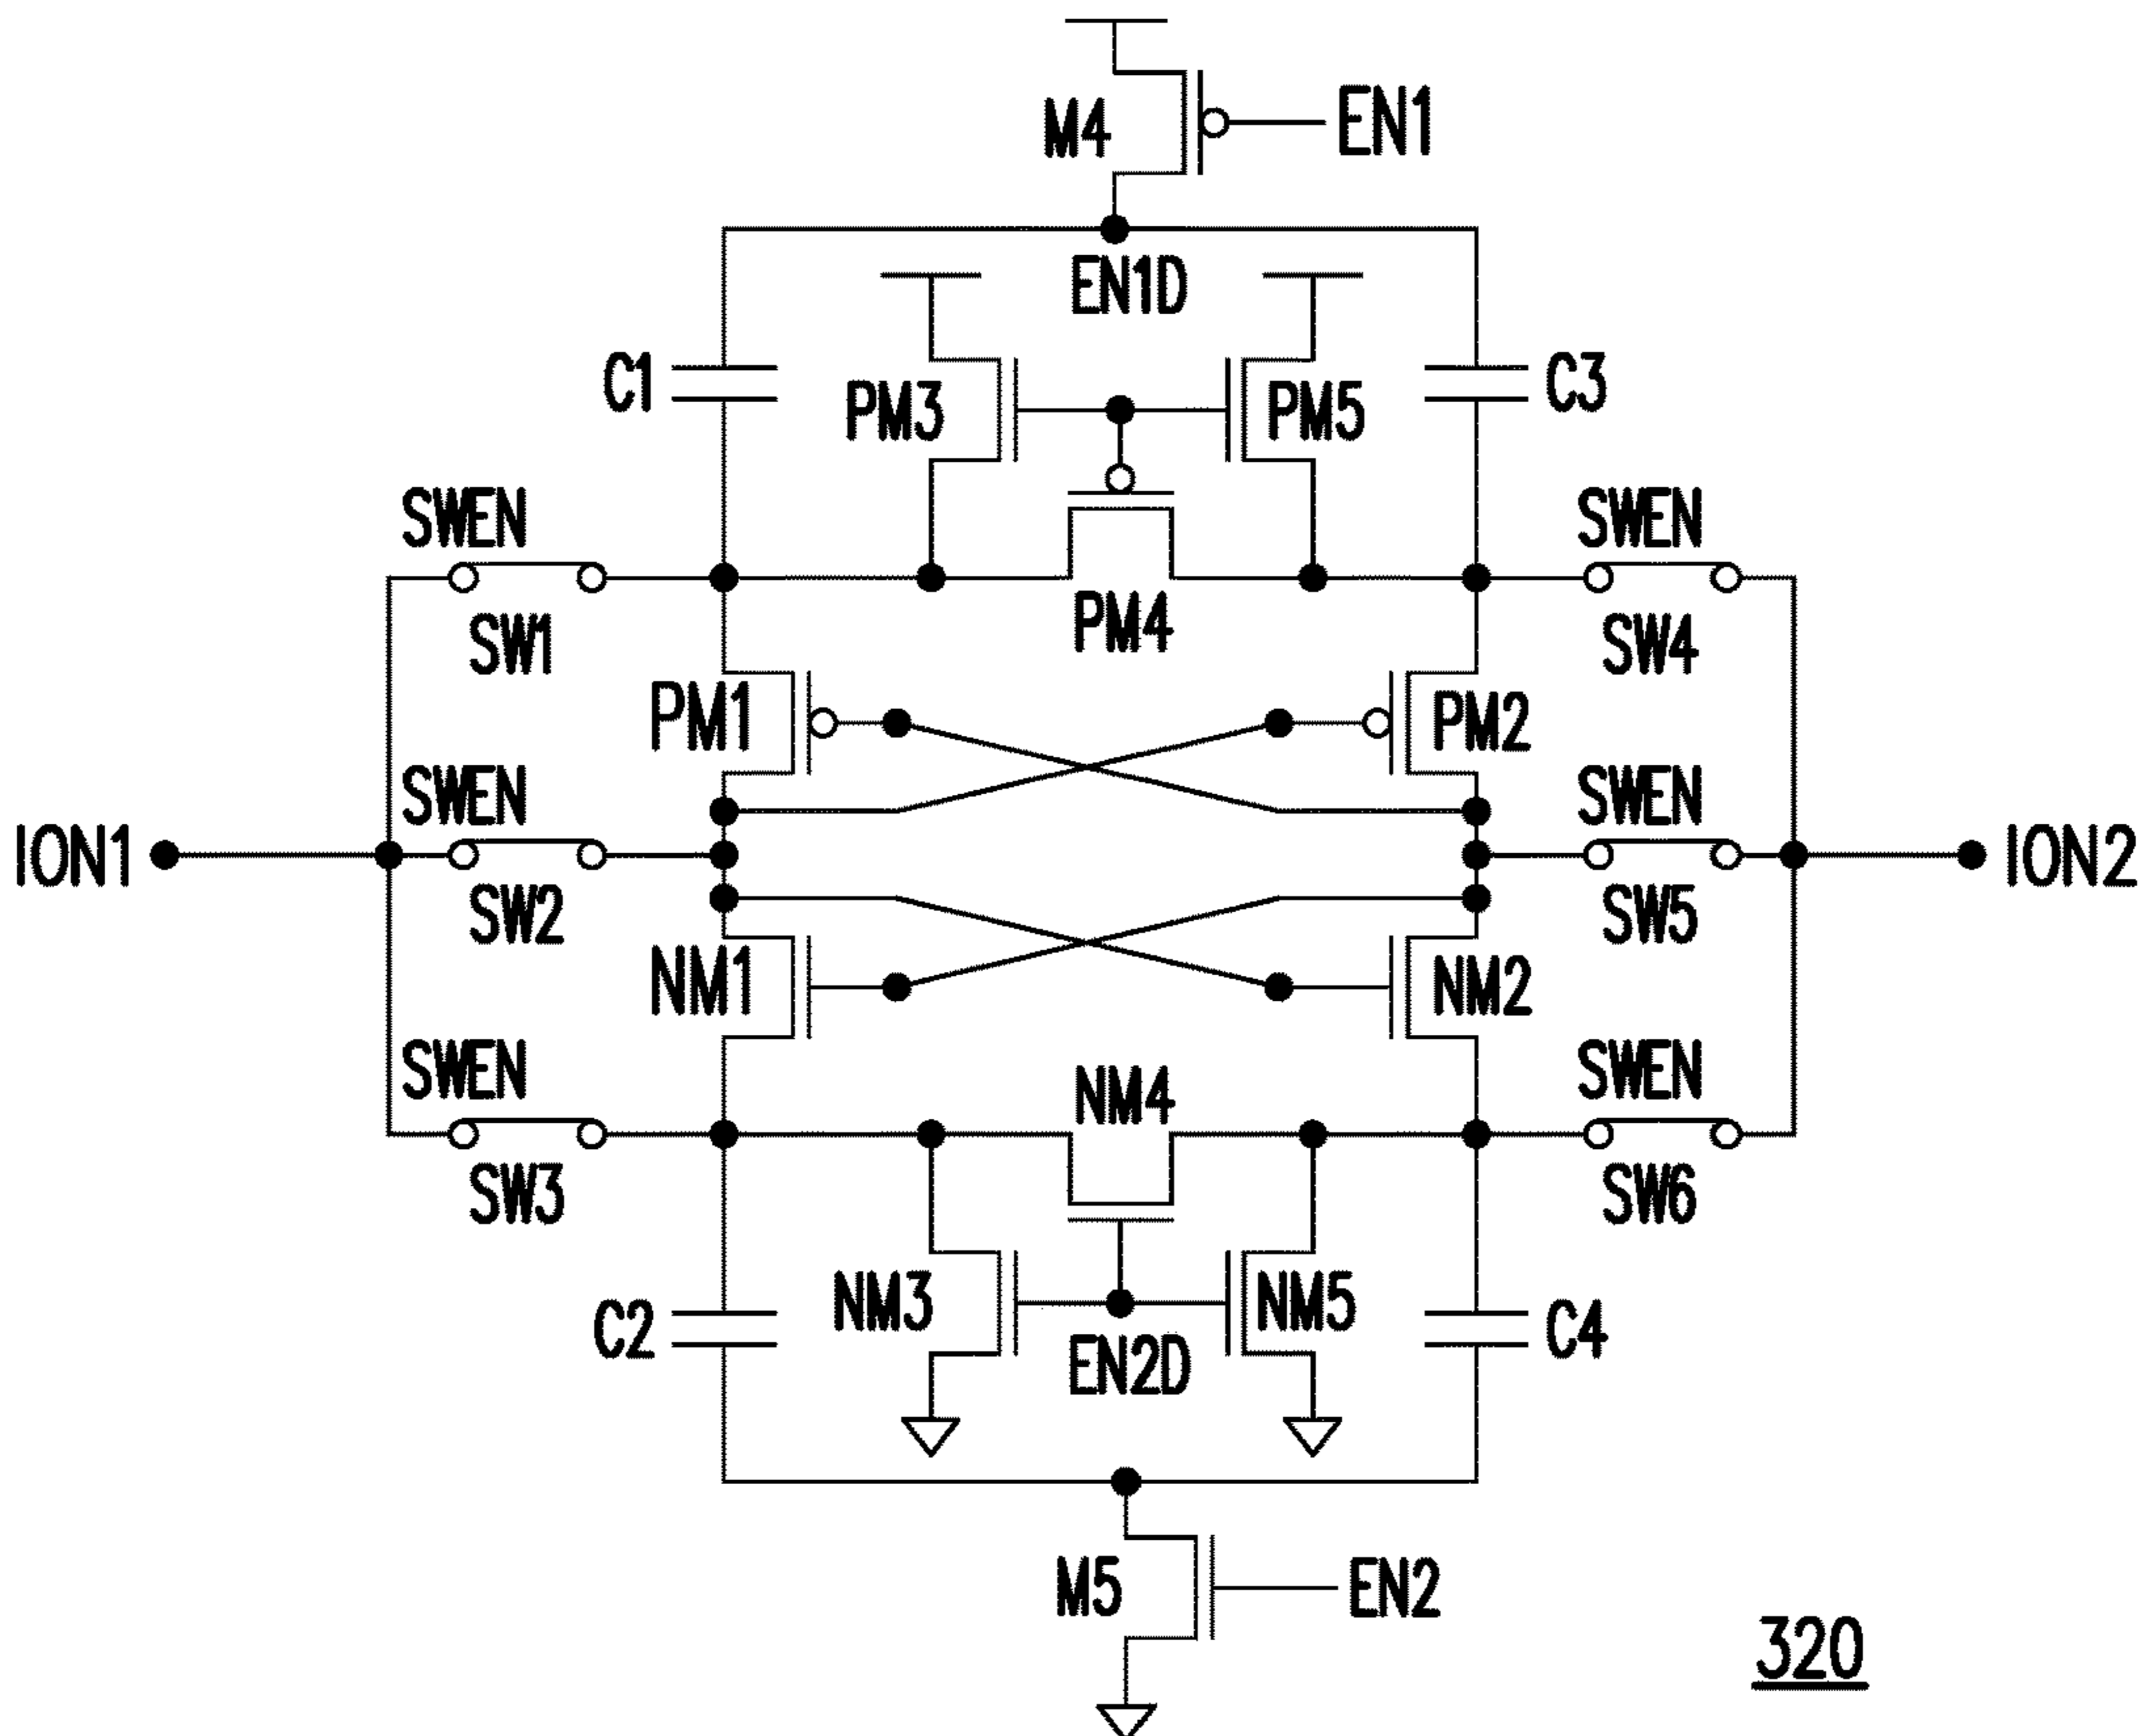 M4
EN1
EN1D
C1
PM3
PM5
C3
SWEN
SWEN
SW1
PM4
SW4
PM1
PM2
SWEN
SWEN
ION1
ION2
SW2
SW5
NM1
NM2
SWEN
NM4
SWEN
SW3
SW6
C2
NM3
NM5
C4
EN2D
M5
EN2
320